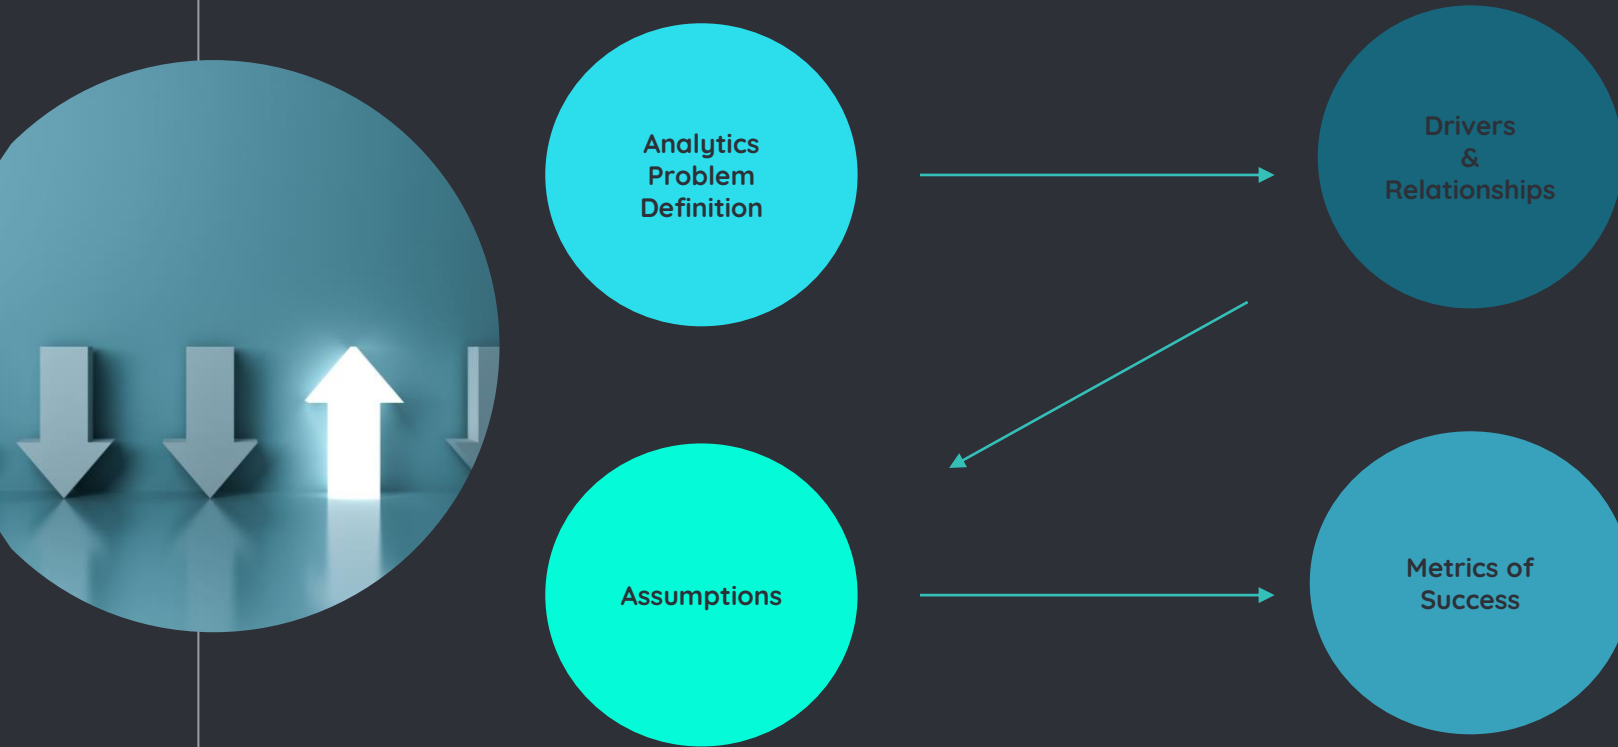 Analytics
Problem
Definition
Drivers
&
Relationships
Assumptions
Metrics of
Success